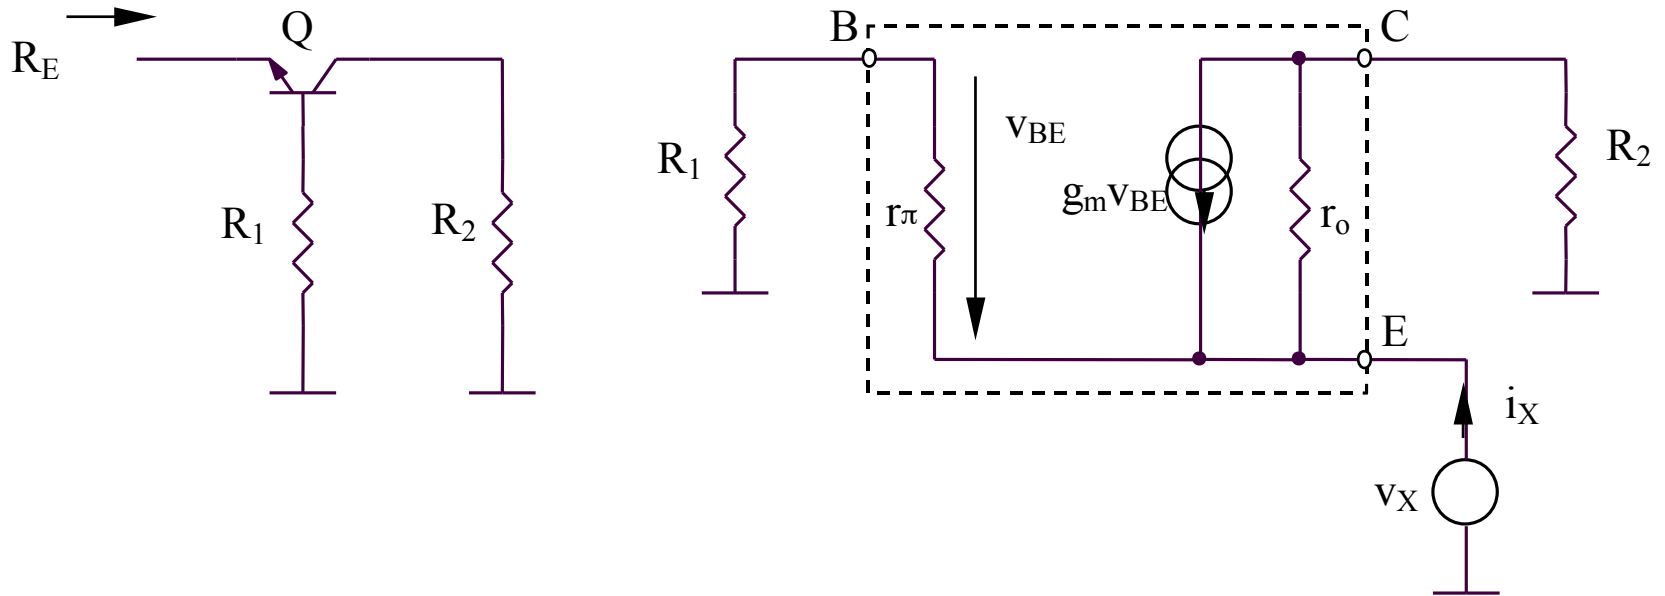 R_E
Q
R_1
R_2
B
C
R_1
v_BE
r_π
g_m v_BE
r_o
R_2
E
i_X
v_X